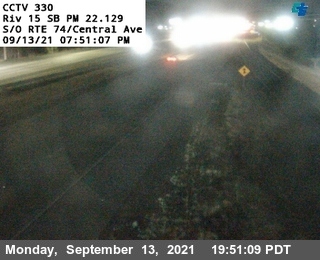 CCTV 330
Riv 15 SB PM 22.129
S/O RTE 74/Central Ave
09/13/21 07:51:07 PM
Monday, September 13, 2021 19:51:09 PDT